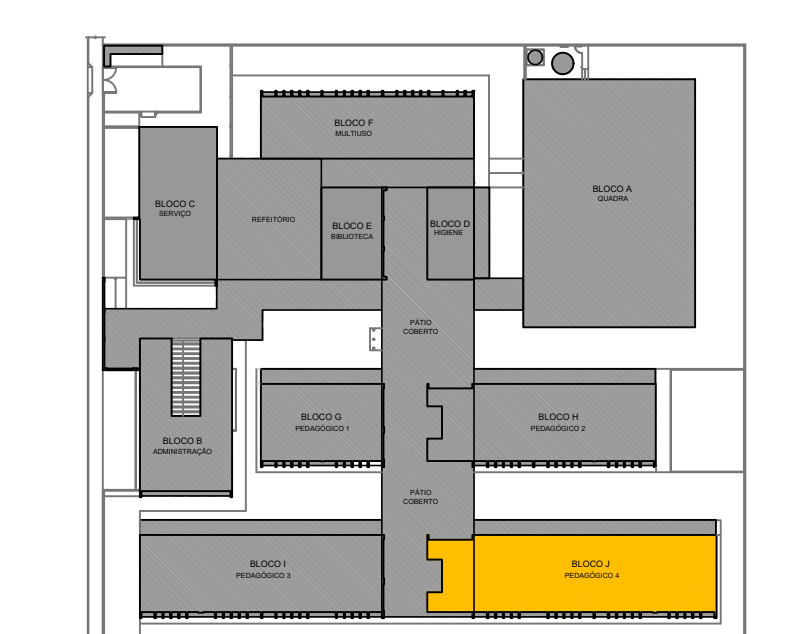 BLOCO F
MULTIUSO
BLOCO A
QUADRA
BLOCO C
SERVIÇO
REFEITÓRIO
BLOCO E
BIBLIOTECA
BLOCO D
HIGIENE
PÁTIO
COBERTO
BLOCO G
PEDAGÓGICO 1
BLOCO H
PEDAGÓGICO 2
BLOCO B
ADMINISTRAÇÃO
PÁTIO
COBERTO
BLOCO I
PEDAGÓGICO 3
BLOCO J
PEDAGÓGICO 4